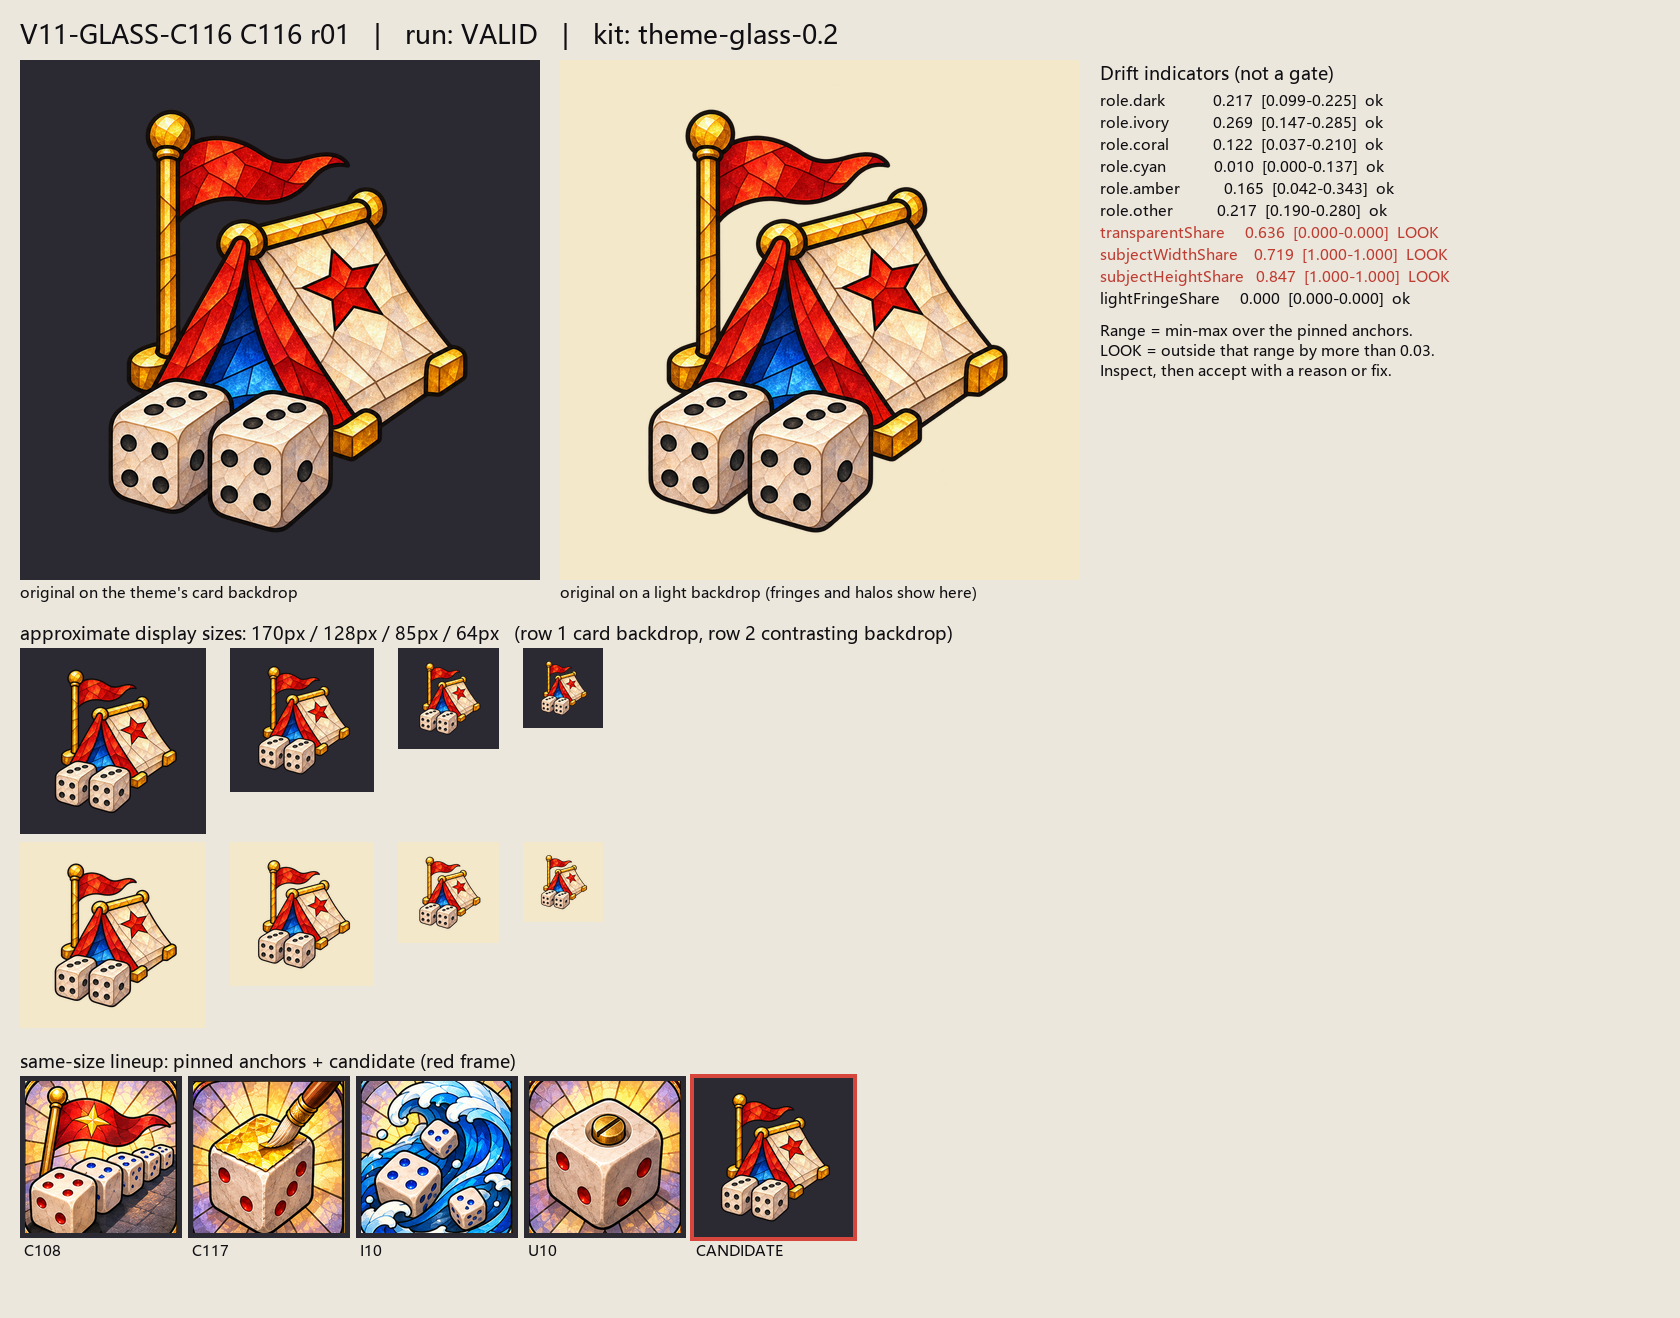 V11-GLASS-C116 C116 r01 | run: VALID | kit: theme-glass-0.2
original on the theme's card backdrop
original on a light backdrop (fringes and halos show here)
Drift indicators (not a gate)
role.dark 0.217 [0.099-0.225] ok
role.ivory 0.269 [0.147-0.285] ok
role.coral 0.122 [0.037-0.210] ok
role.cyan 0.010 [0.000-0.137] ok
role.amber 0.165 [0.042-0.343] ok
role.other 0.217 [0.190-0.280] ok
transparentShare 0.636 [0.000-0.000] LOOK
subjectWidthShare 0.719 [1.000-1.000] LOOK
subjectHeightShare 0.847 [1.000-1.000] LOOK
lightFringeShare 0.000 [0.000-0.000] ok
Range = min-max over the pinned anchors.
LOOK = outside that range by more than 0.03.
Inspect, then accept with a reason or fix.
approximate display sizes: 170px / 128px / 85px / 64px (row 1 card backdrop, row 2 contrasting backdrop)
same-size lineup: pinned anchors + candidate (red frame)
C108
C117
I10
U10
CANDIDATE